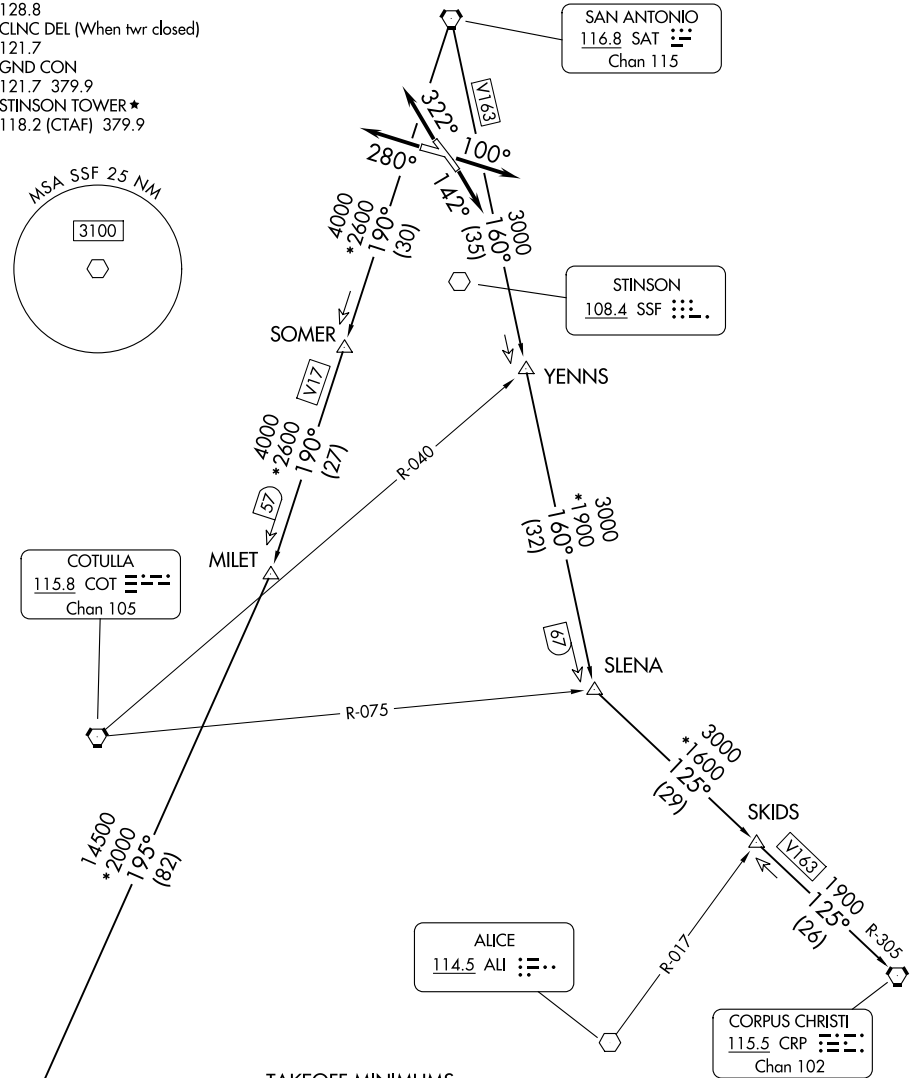 128.8
CLNC DEL (When twr closed)
121.7
GND CON
121.7 379.9
STINSON TOWER★
118.2 (CTAF) 379.9
SAN ANTONIO
116.8 SAT
Chan 115
V163
322°
100°
280°
142°
MSA SSF 25 NM
3100
4000
*2600
190°
(30)
3000
160°
(35)
STINSON
108.4 SSF
SOMER
YENNS
V17
4000
*2600
190°
(27)
R-040
57
3000
*1900
160°
(32)
COTULLA
115.8 COT
Chan 105
MILET
67
SLENA
R-075
3000
*1600
125°
(29)
SKIDS
14500
*2000
195°
(82)
V163
1900
125°
(26)
R-305
ALICE
114.5 ALI
R-017
CORPUS CHRISTI
115.5 CRP
Chan 102
TAKEOFF MINIMUMS